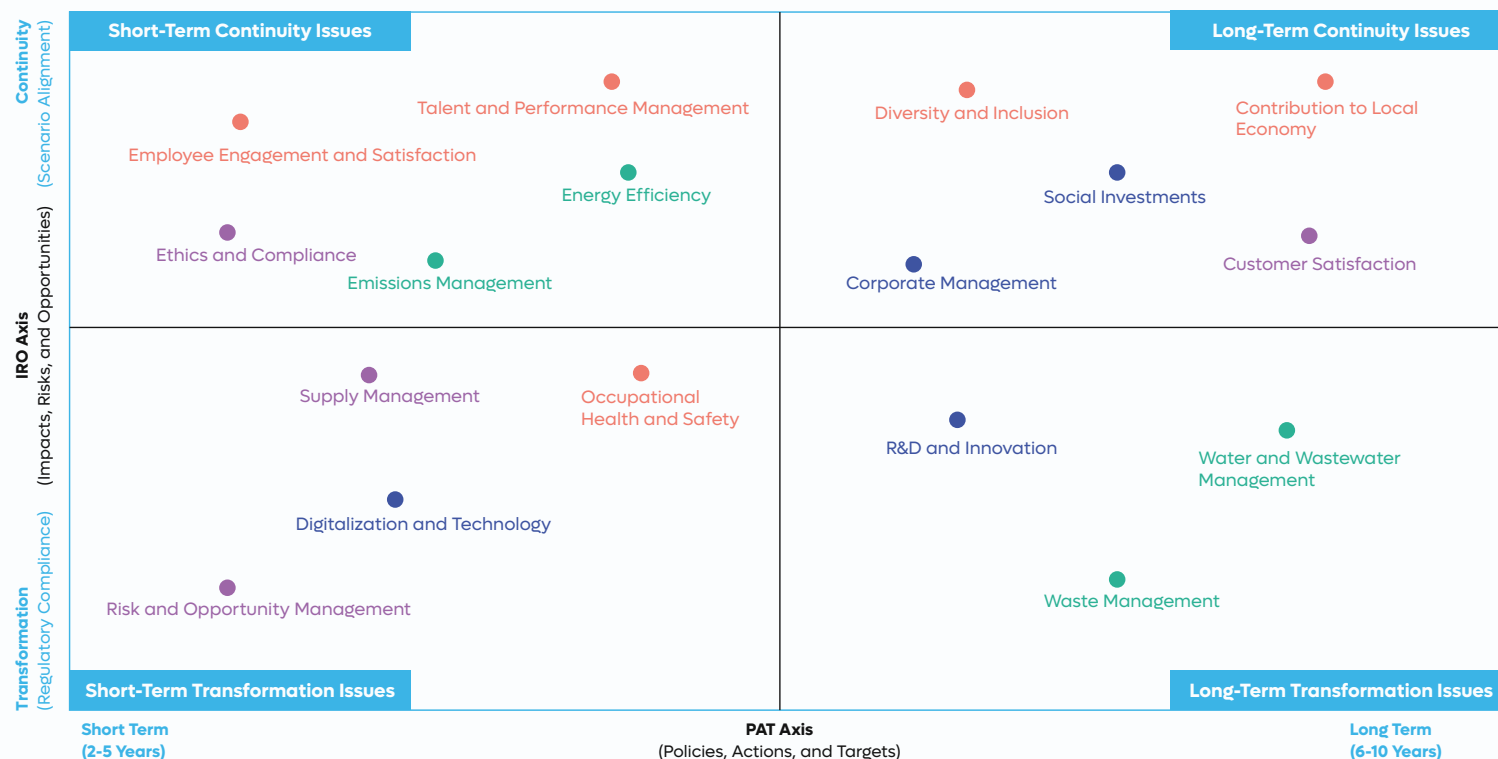 Continuity
(Scenario Alignment)
IRO Axis
(Impacts, Risks, and Opportunities)
Transformation
(Regulatory Compliance)
Short-Term Continuity Issues
Long-Term Continuity Issues
Talent and Performance Management
Employee Engagement and Satisfaction
Energy Efficiency
Ethics and Compliance
Emissions Management
Diversity and Inclusion
Contribution to Local
Economy
Social Investments
Customer Satisfaction
Corporate Management
Supply Management
Occupational
Health and Safety
Digitalization and Technology
Risk and Opportunity Management
R&D and Innovation
Water and Wastewater
Management
Waste Management
Short-Term Transformation Issues
Long-Term Transformation Issues
Short Term
(2-5 Years)
PAT Axis
(Policies, Actions, and Targets)
Long Term
(6-10 Years)